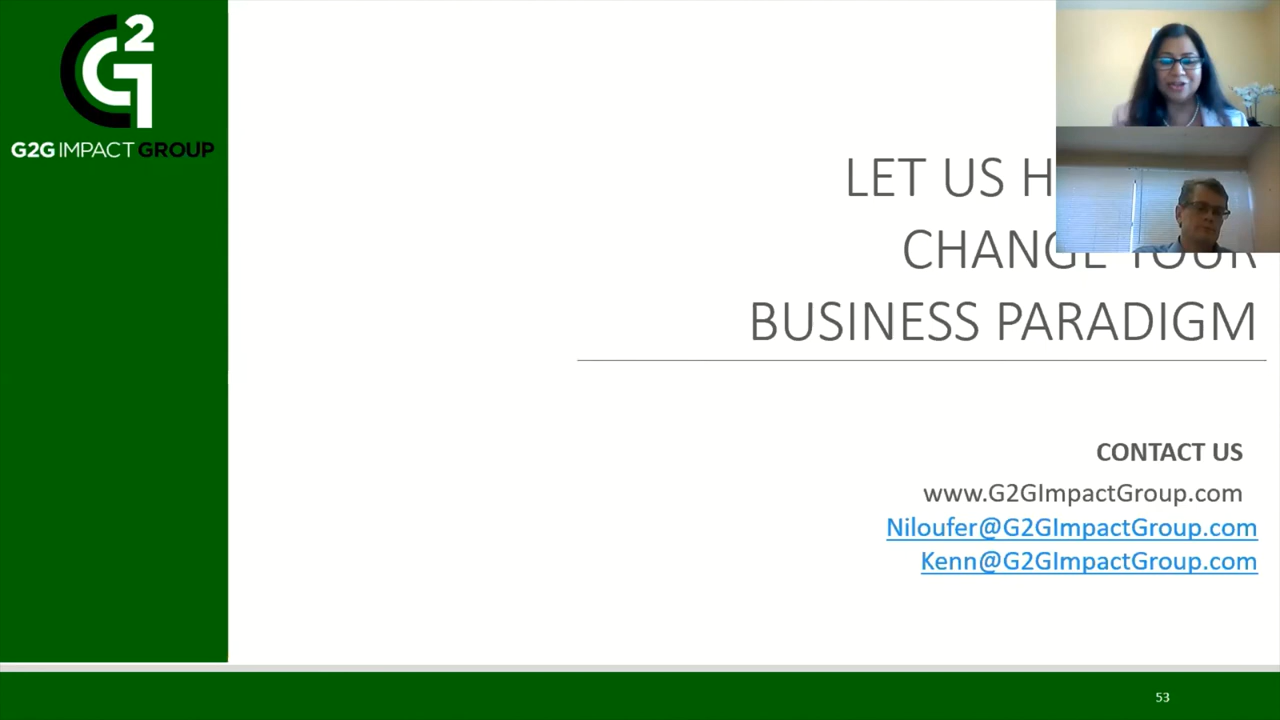 G2
G2G IMPACT GROUP
LET US
CHANGE YOUR
BUSINESS PARADIGM
CONTACT US
www.G2GImpactGroup.com
Niloufer@G2GImpactGroup.com
Kenn@G2GImpactGroup.com
53